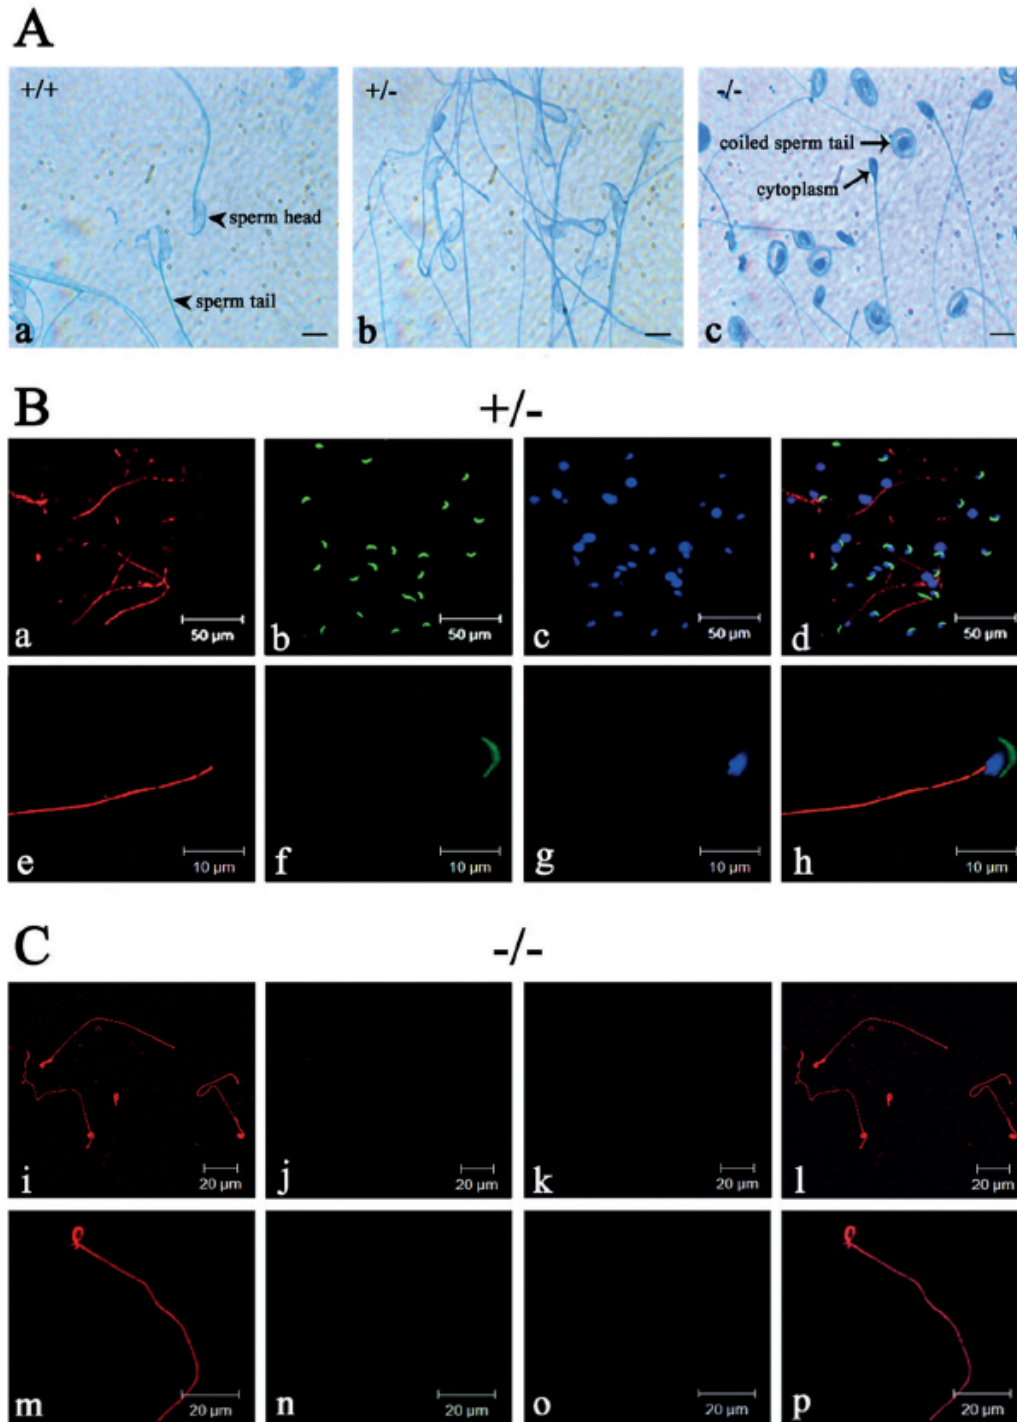 A
+/+ +/- -/-
coiled sperm tail
cytoplasm
sperm head
sperm tail
a b c
B +/-
a 50 µm b 50 µm c 50 µm d 50 µm
e 10 µm f 10 µm g 10 µm h 10 µm
C -/-
i 20 µm j 20 µm k 20 µm l 20 µm
m 20 µm n 20 µm o 20 µm p 20 µm